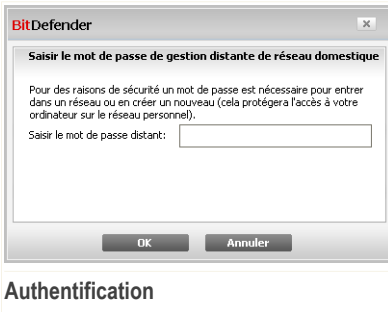 BitDefender
Saisir le mot de passe de gestion distante de réseau domestique
Pour des raisons de sécurité un mot de passe est nécessaire pour entrer
dans un réseau ou en créer un nouveau (cela protégera l'accès à votre
ordinateur sur le réseau personnel).
Saisir le mot de passe distant:
OK
Annuler
Authentification